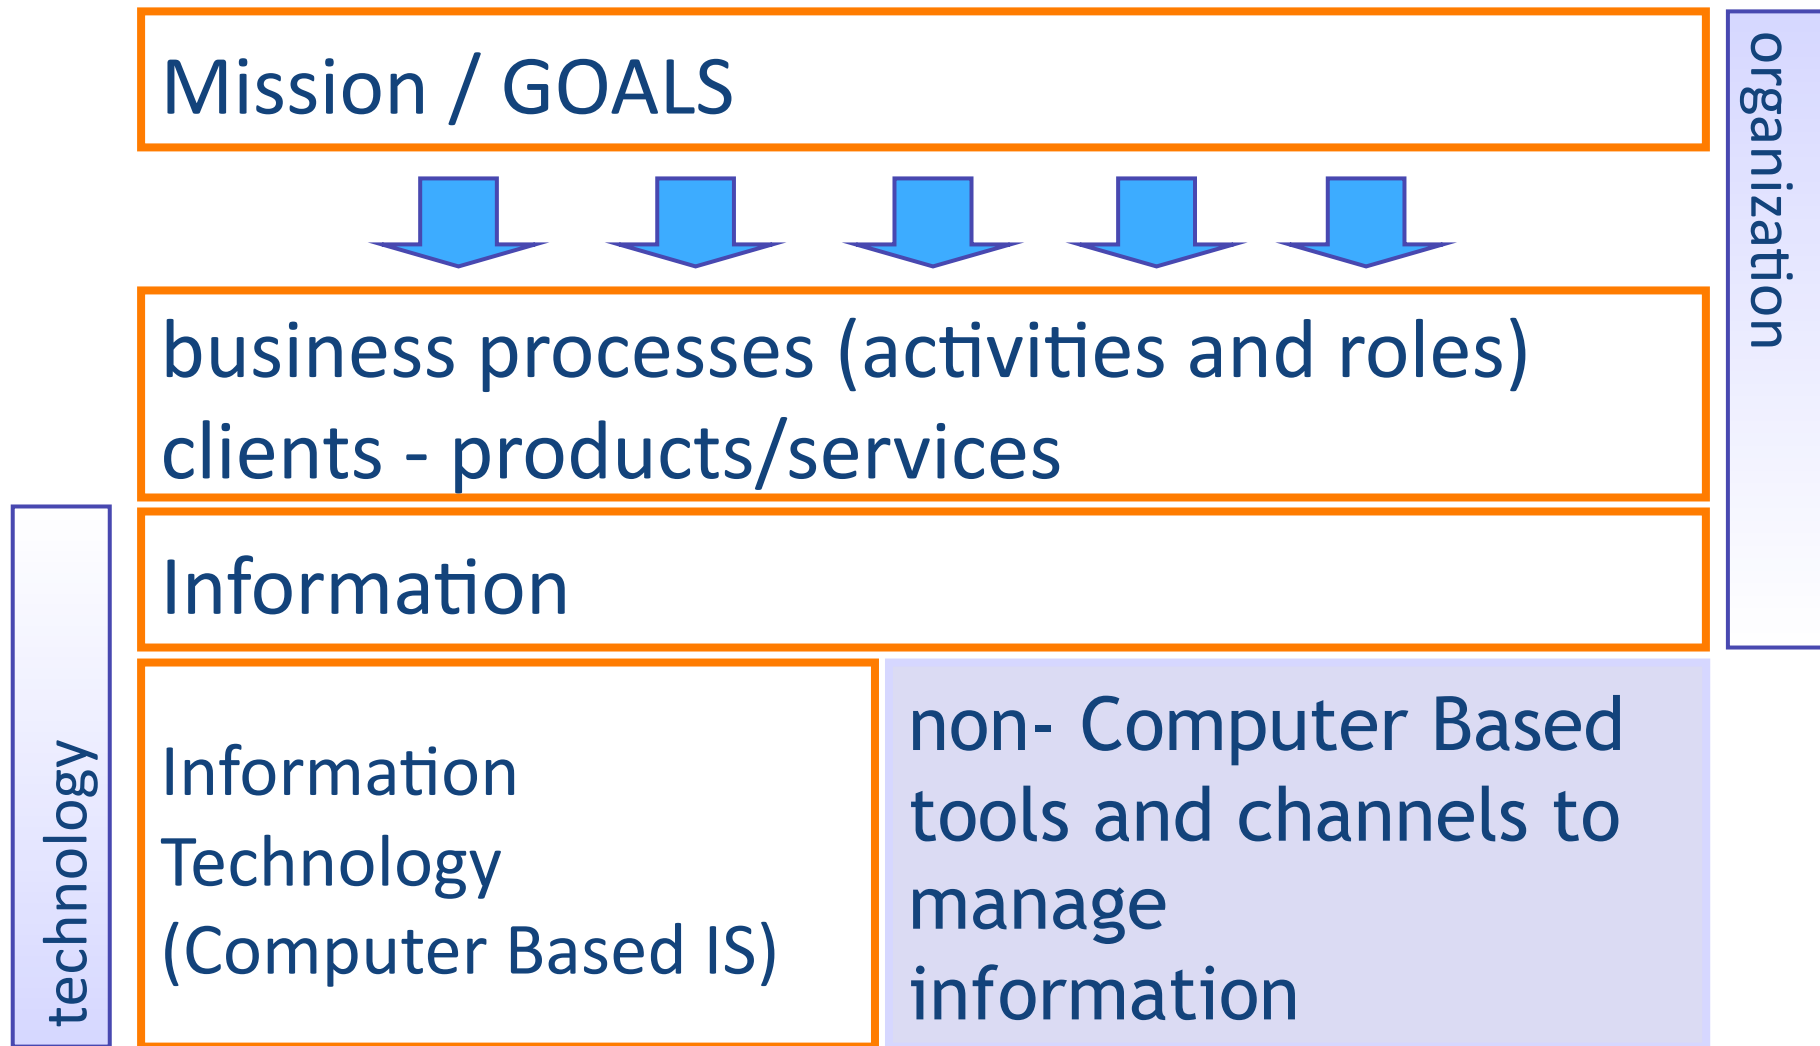 Mission / GOALS
organization
business processes (activities and roles)
clients - products/services
Information
technology
Information
Technology
(Computer Based IS)
non- Computer Based
tools and channels to
manage
information